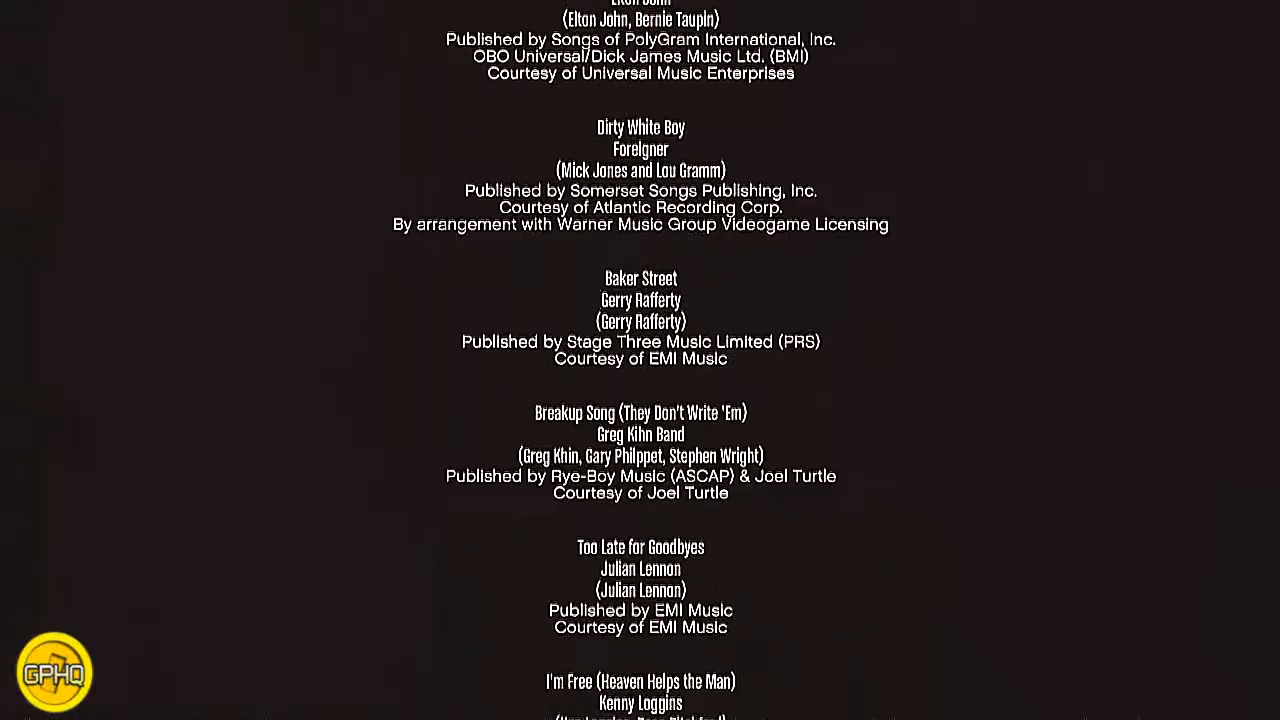 Elton John
(Elton John, Bernie Taupin)
Published by Songs of PolyGram International, Inc.
OBO Universal/Dick James Music Ltd. (BMI)
Courtesy of Universal Music Enterprises
Dirty White Boy
Foreigner
(Mick Jones and Lou Gramm)
Published by Somerset Songs Publishing, Inc.
Courtesy of Atlantic Recording Corp.
By arrangement with Warner Music Group Videogame Licensing
Baker Street
Gerry Rafferty
(Gerry Rafferty)
Published by Stage Three Music Limited (PRS)
Courtesy of EMI Music
Breakup Song (They Don't Write 'Em)
Greg Kihn Band
(Greg Khin, Gary Philppet, Stephen Wright)
Published by Rye-Boy Music (ASCAP) & Joel Turtle
Courtesy of Joel Turtle
Too Late for Goodbyes
Julian Lennon
(Julian Lennon)
Published by EMI Music
Courtesy of EMI Music
I'm Free (Heaven Helps the Man)
Kenny Loggins
GPHQ